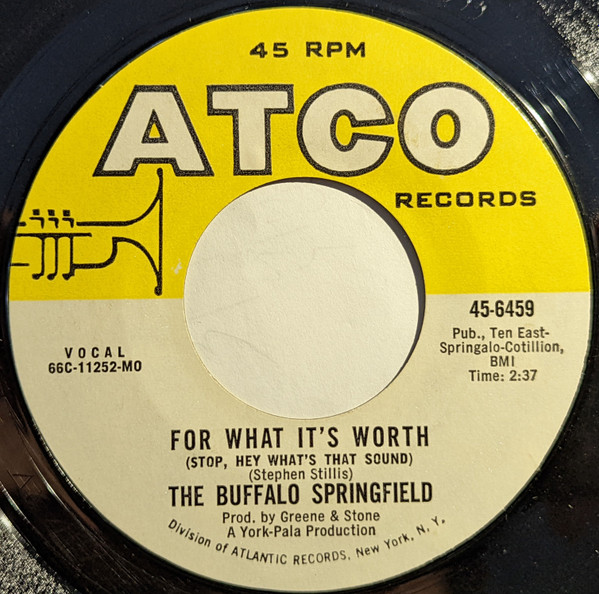 45 RPM
ATCO
RECORDS
45-6459
Pub., Ten East-
Springalo-Cotillion,
BMI
Time: 2:37
VOCAL
66C-11252-MO
FOR WHAT IT'S WORTH
(STOP, HEY WHAT'S THAT SOUND)
(Stephen Stillis)
THE BUFFALO SPRINGFIELD
Prod. by Greene & Stone
A York-Pala Production
Division of ATLANTIC RECORDS, New York, N. Y.